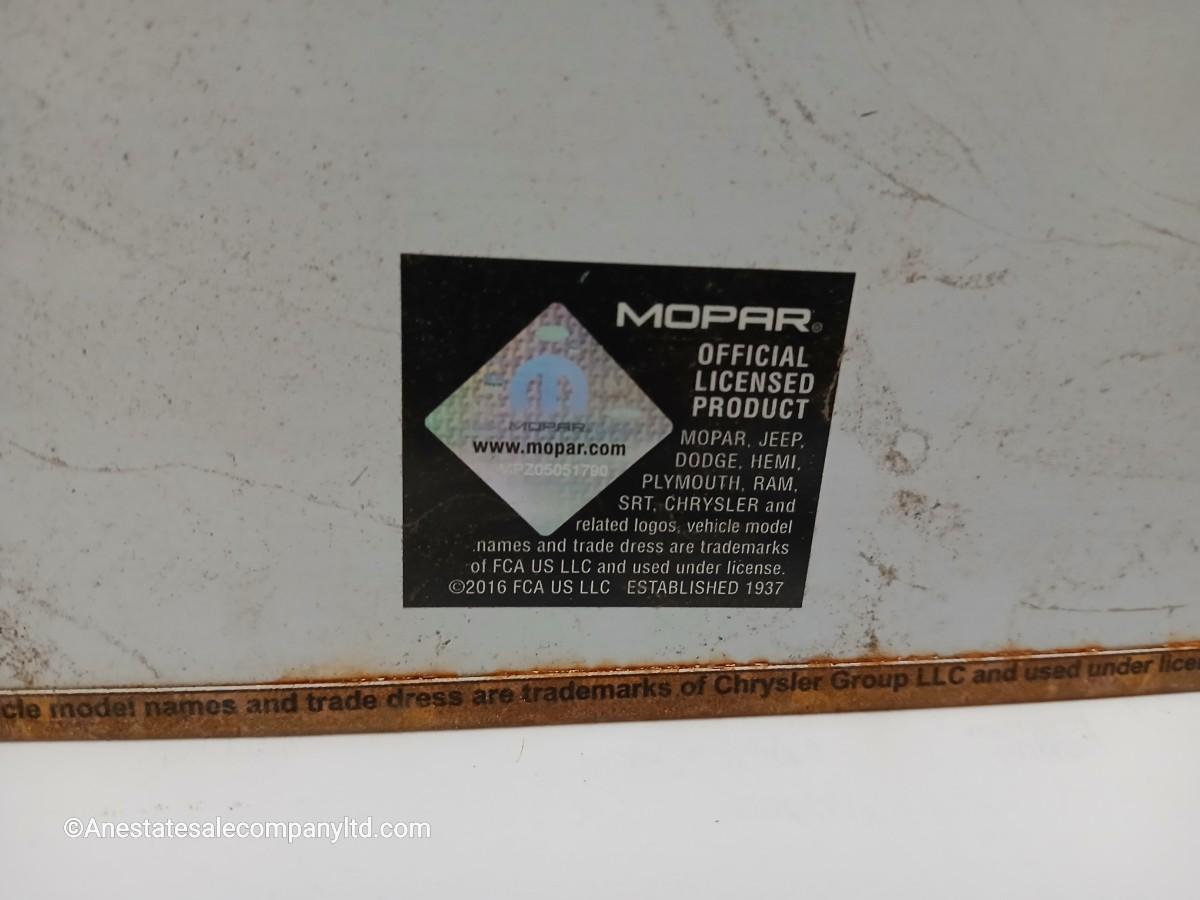 MOPAR®
OFFICIAL
LICENSED
PRODUCT
MOPAR
www.mopar.com
MPZ05051790
MOPAR, JEEP,
DODGE, HEMI,
PLYMOUTH, RAM,
SRT, CHRYSLER and
related logos, vehicle model
names and trade dress are trademarks
of FCA US LLC and used under license.
©2016 FCA US LLC ESTABLISHED 1937
cle model names and trade dress are trademarks of Chrysler Group LLC and used under lice
©Anestatesalecompanyltd.com